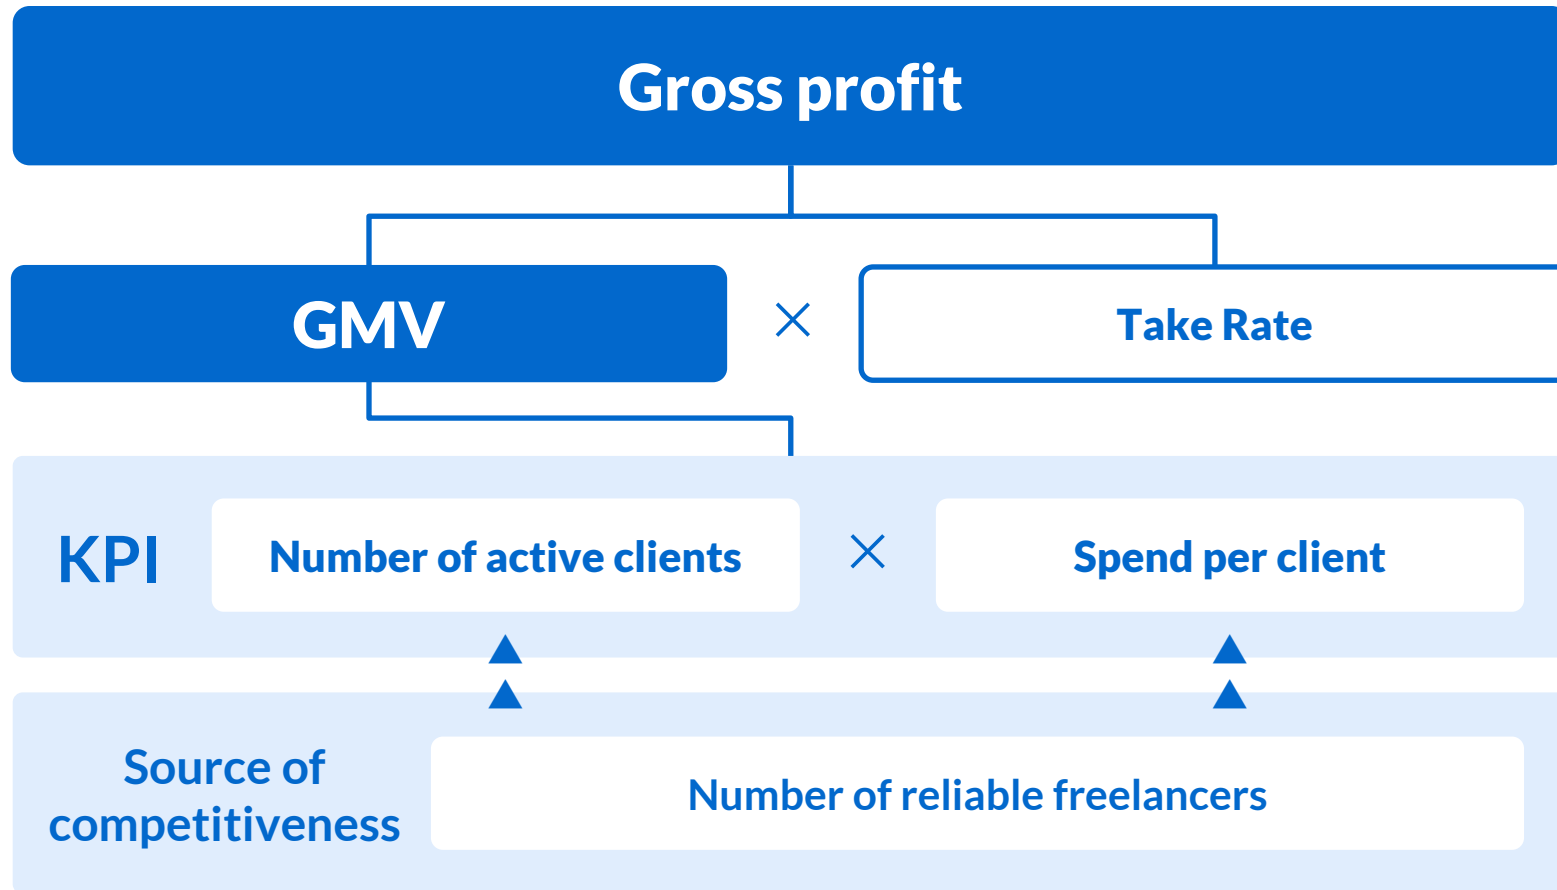 Gross profit
GMV
×
Take Rate
KPI
Number of active clients
×
Spend per client
Source of
competitiveness
Number of reliable freelancers